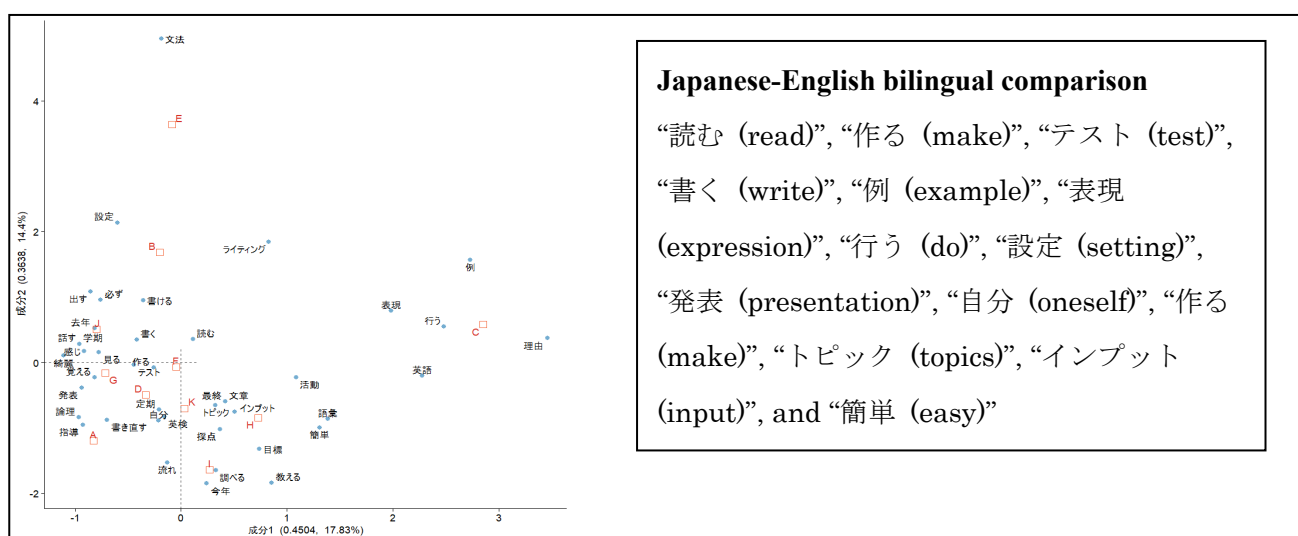 文法
4
E
設定
2
B
ライティング
例
出す
必ず
書ける
表現
去年
J
行う
C
話す
学期
書く
読む
理由
感じ
綺麗
見る
作る
F
英語
覚える
G
テスト
活動
発表
D
定期
K
最終
文章
トピック
インプット
語彙
論理
自分
指導
書き直す
英検
採点
H
簡単
A
目標
流れ
I
調べる
教える
今年
0
-2
-1
0
1
2
3
成分1 (0.4504, 17.83%)
成分2 (0.3638, 14.4%)
Japanese-English bilingual comparison
“読む (read)”, “作る (make)”, “テスト (test)”,
“書く (write)”, “例 (example)”, “表現
(expression)”, “行う (do)”, “設定 (setting)”,
“発表 (presentation)”, “自分 (oneself)”, “作る
(make)”, “トピック (topics)”, “インプット
(input)”, and “簡単 (easy)”